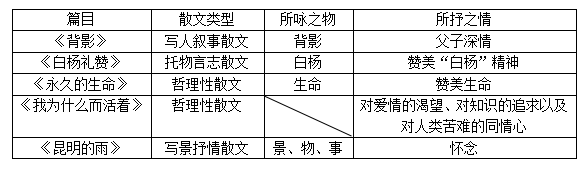 篇目 散文类型 所咏之物 所抒之情
《背影》 写人叙事散文 背影 父子深情
《白杨礼赞》 托物言志散文 白杨 赞美“白杨”精神
《永久的生命》 哲理性散文 生命 赞美生命
《我为什么而活着》 哲理性散文 对爱情的渴望、对知识的追求以及
对人类苦难的同情心
《昆明的雨》 写景抒情散文 景、物、事 怀念